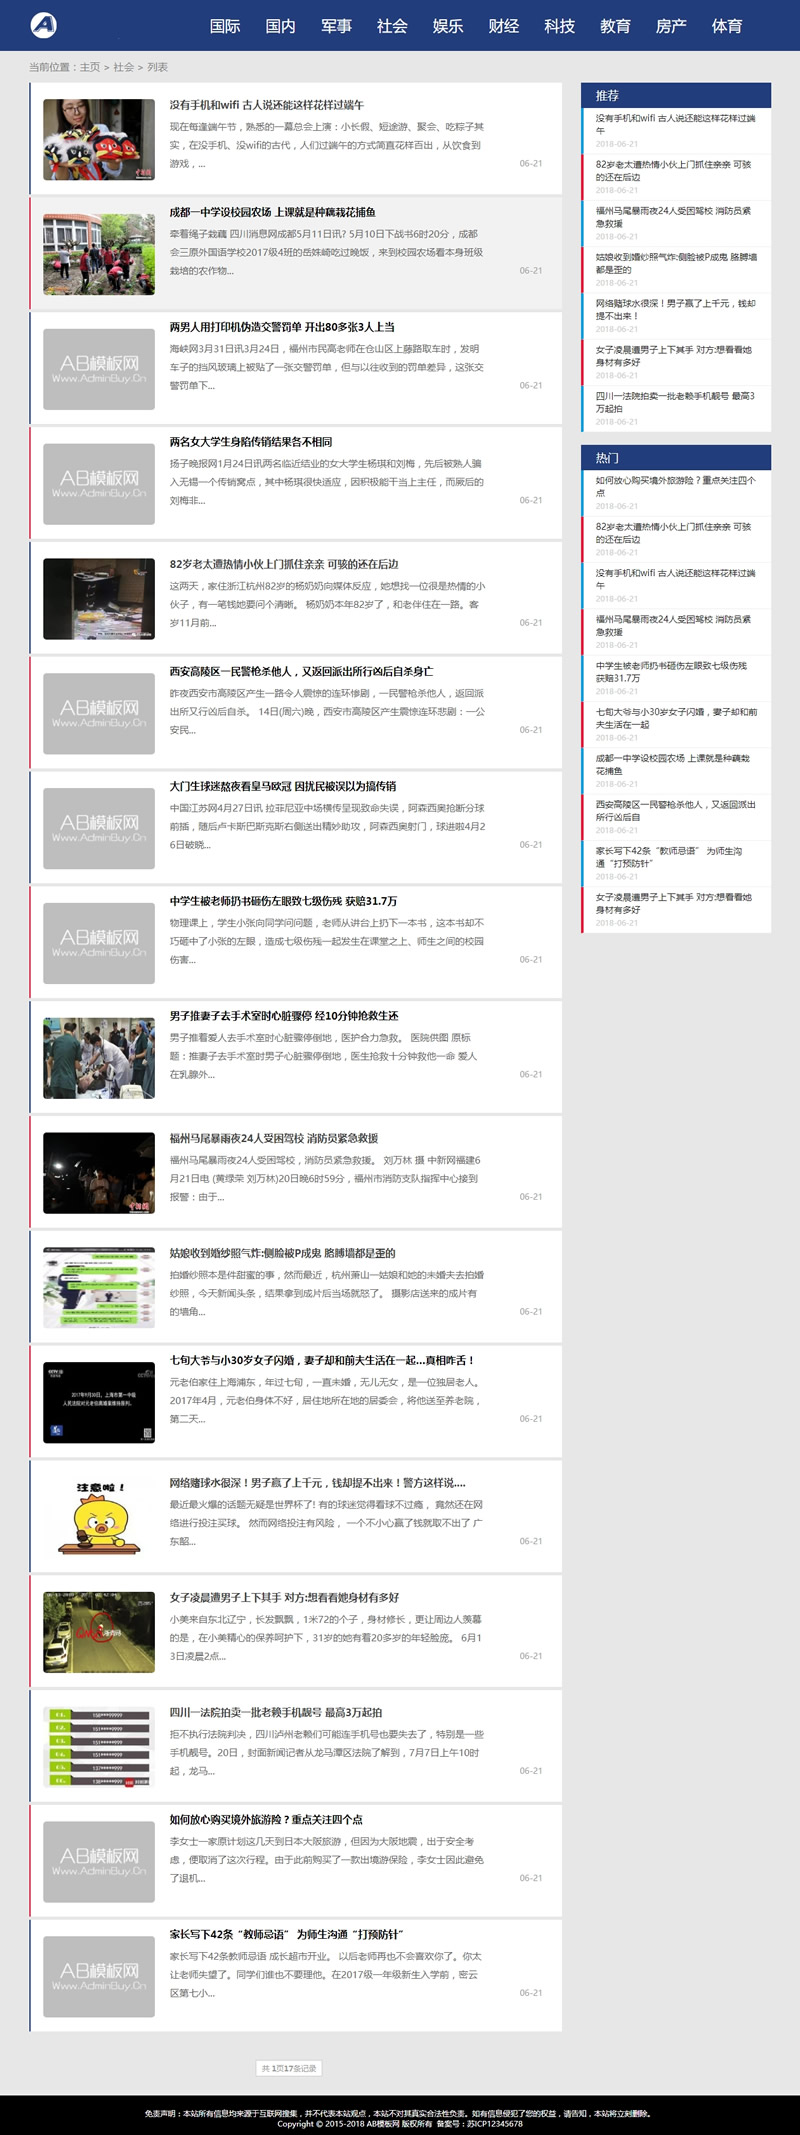 国际 国内 军事 社会 娱乐 财经 科技 教育 房产 体育
当前位置：主页 > 社会 > 列表
没有手机和wifi 古人说还能这样花样过端午
现在每逢端午节，熟悉的一幕总会上演：小长假、短途游、聚会、吃粽子其
实，在没手机、没wifi的古代，人们过端午的方式简直花样百出，从饮食到
游戏，...
06-21
成都一中学设校园农场 上课就是种藕栽花捕鱼
牵着绳子栽藕 四川消息网成都5月11日讯? 5月10日下战书6时20分，成都
会三原外国语学校2017级4班的岳姝崎吃过晚饭，来到校园农场看本身班级
栽培的农作物...
06-21
两男人用打印机伪造交警罚单 开出80多张3人上当
海峡网3月31日讯3月24日，福州市民高老师在仓山区上藤路取车时，发明
车子的挡风玻璃上被贴了一张交警罚单，但与以往收到的罚单差异，这张交
警罚单下...
06-21
AB模板网
Www.AdminBuy.Cn
两名女大学生身陷传销结果各不相同
扬子晚报网1月24日讯两名临近结业的女大学生杨琪和刘梅，先后被熟人骗
入无锡一个传销窝点，其中杨琪很快适应，因积极能干当上主任，而厥后的
刘梅非...
06-21
AB模板网
Www.AdminBuy.Cn
82岁老太遭热情小伙上门抓住亲亲 可骇的还在后边
这两天，家住浙江杭州82岁的杨奶奶向媒体反应，她想找一位很是热情的小
伙子，有一笔钱她要问个清晰。 杨奶奶本年82岁了，和老伴住在一路。客
岁11月前...
06-21
西安高陵区一民警枪杀他人，又返回派出所行凶后自杀身亡
昨夜西安市高陵区产生一路令人震惊的连环惨剧，一民警枪杀他人，返回派
出所又行凶后自杀。 14日(周六)晚，西安市高陵区产生震惊连环悲剧：一公
安民...
06-21
AB模板网
Www.AdminBuy.Cn
大门生球迷熬夜看皇马欧冠 因扰民被误以为搞传销
中国江苏网4月27日讯 拉菲尼亚中场横传呈现致命失误，阿森西奥抢断分球
前插，随后卢卡斯巴斯克斯右侧送出精妙助攻，阿森西奥射门，球进啦4月2
6日破晓...
06-21
AB模板网
Www.AdminBuy.Cn
中学生被老师扔书砸伤左眼致七级伤残 获赔31.7万
物理课上，学生小张向同学问问题，老师从讲台上扔下一本书，这本书却不
巧砸中了小张的左眼，造成七级伤残一起发生在课堂之上、师生之间的校园
伤害...
06-21
AB模板网
Www.AdminBuy.Cn
男子推妻子去手术室时心脏骤停 经10分钟抢救生还
男子推着爱人去手术室时心脏骤停倒地，医护合力急救。 医院供图 原标
题：推妻子去手术室时男子心脏骤停倒地，医生抢救十分钟救他一命 爱人
在乳腺外...
06-21
福州马尾暴雨夜24人受困驾校 消防员紧急救援
福州马尾暴雨夜24人受困驾校，消防员紧急救援。 刘万林 摄 中新网福建6
月21日电 (黄绿荣 刘万林)20日晚6时59分，福州市消防支队指挥中心接到
报警：由于...
06-21
姑娘收到婚纱照气炸:侧脸被P成鬼 胳膊墙都是歪的
拍婚纱照本是件甜蜜的事，然而最近，杭州萧山一姑娘和她的未婚夫去拍婚
纱照，今天新闻头条，结果拿到成片后当场就怒了。 摄影店送来的成片有
的墙角...
06-21
七旬大爷与小30岁女子闪婚，妻子却和前夫生活在一起...真相咋舌！
元老伯家住上海浦东，年过七旬，一直未婚，无儿无女，是一位独居老人。
2017年4月，元老伯身体不好，居住地所在地的居委会，将他送至养老院，
第二天...
06-21
网络赌球水很深！男子赢了上千元，钱却提不出来！警方这样说....
最近最火爆的话题无疑是世界杯了! 有的球迷觉得看球不过瘾， 竟然还在网
络进行投注买球。 然而网络投注有风险， 一个不小心赢了钱就取不出了 广
东韶...
06-21
注意啦！
女子凌晨遭男子上下其手 对方:想看看她身材有多好
小美来自东北辽宁，长发飘飘，1米72的个子，身材修长，更让周边人羡慕
的是，在小美精心的保养呵护下，31岁的她有着20多岁的年轻脸庞。 6月1
3日凌晨2点...
06-21
四川一法院拍卖一批老赖手机靓号 最高3万起拍
拒不执行法院判决，四川泸州老赖们可能连手机号也要失去了，特别是一些
手机靓号。20日，封面新闻记者从龙马潭区法院了解到，7月7日上午10时
起，龙马...
06-21
如何放心购买境外旅游险？重点关注四个点
李女士一家原计划这几天到日本大阪旅游，但因为大阪地震，出于安全考
虑，便取消了这次行程。由于此前购买了一款出境游保险，李女士因此避免
了退机...
06-21
AB模板网
Www.AdminBuy.Cn
家长写下42条“教师忌语” 为师生沟通“打预防针”
家长写下42条教师忌语 成长超市开业。 以后老师再也不会喜欢你了。你太
让老师失望了。同学们谁也不要理他。在2017级一年级新生入学前，密云
区第七小...
06-21
AB模板网
Www.AdminBuy.Cn
共 1页17条记录
推荐
没有手机和wifi 古人说还能这样花样过端
午
2018-06-21
82岁老太遭热情小伙上门抓住亲亲 可骇
的还在后边
2018-06-21
福州马尾暴雨夜24人受困驾校 消防员紧
急救援
2018-06-21
姑娘收到婚纱照气炸:侧脸被P成鬼 胳膊墙
都是歪的
2018-06-21
网络赌球水很深！男子赢了上千元，钱却
提不出来！
2018-06-21
女子凌晨遭男子上下其手 对方:想看看她
身材有多好
2018-06-21
四川一法院拍卖一批老赖手机靓号 最高3
万起拍
2018-06-21
热门
如何放心购买境外旅游险？重点关注四个
点
2018-06-21
82岁老太遭热情小伙上门抓住亲亲 可骇
的还在后边
2018-06-21
没有手机和wifi 古人说还能这样花样过端
午
2018-06-21
福州马尾暴雨夜24人受困驾校 消防员紧
急救援
2018-06-21
中学生被老师扔书砸伤左眼致七级伤残
获赔31.7万
2018-06-21
七旬大爷与小30岁女子闪婚，妻子却和前
夫生活在一起
2018-06-21
成都一中学设校园农场 上课就是种藕栽
花捕鱼
2018-06-21
西安高陵区一民警枪杀他人，又返回派出
所行凶后自
2018-06-21
家长写下42条“教师忌语” 为师生沟
通“打预防针”
2018-06-21
女子凌晨遭男子上下其手 对方:想看看她
身材有多好
2018-06-21
免责声明：本站所有信息均来源于互联网搜集，并不代表本站观点，本站不对其真实合法性负责。如有信息侵犯了您的权益，请告知，本站将立刻删除。
Copyright © 2015-2018 AB模板网 版权所有 备案号：苏ICP12345678